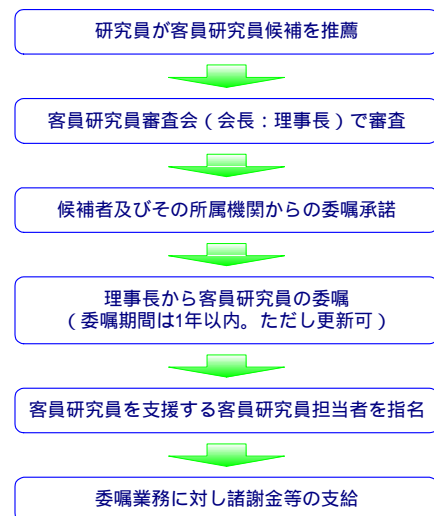 研究員が客員研究員候補を推薦
客員研究員審査会（会長：理事長）で審査
候補者及びその所属機関からの委嘱承諾
理事長から客員研究員の委嘱
（委嘱期間は1年以内。ただし更新可）
客員研究員を支援する客員研究員担当者を指名
委嘱業務に対し諸謝金等の支給